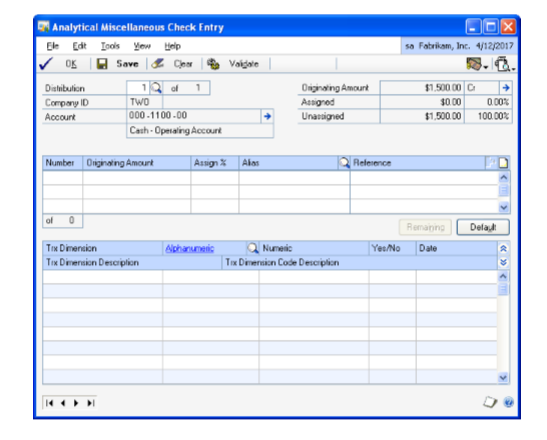 Analytical Miscellaneous Check Entry
File Edit Tools View Help sa Fabrikam, Inc. 4/12/2017
OK Save Clear Validate
Distribution 1 of 1 Originating Amount $1,500.00 Cr
Company ID TWO Assigned $0.00 0.00%
Account 000-1100-00 Unassigned $1,500.00 100.00%
Cash - Operating Account
Number Originating Amount Assign % Alias Reference
of 0
Remaining Default
Trx Dimension Alphanumeric Numeric Yes/No Date
Trx Dimension Description Trx Dimension Code Description